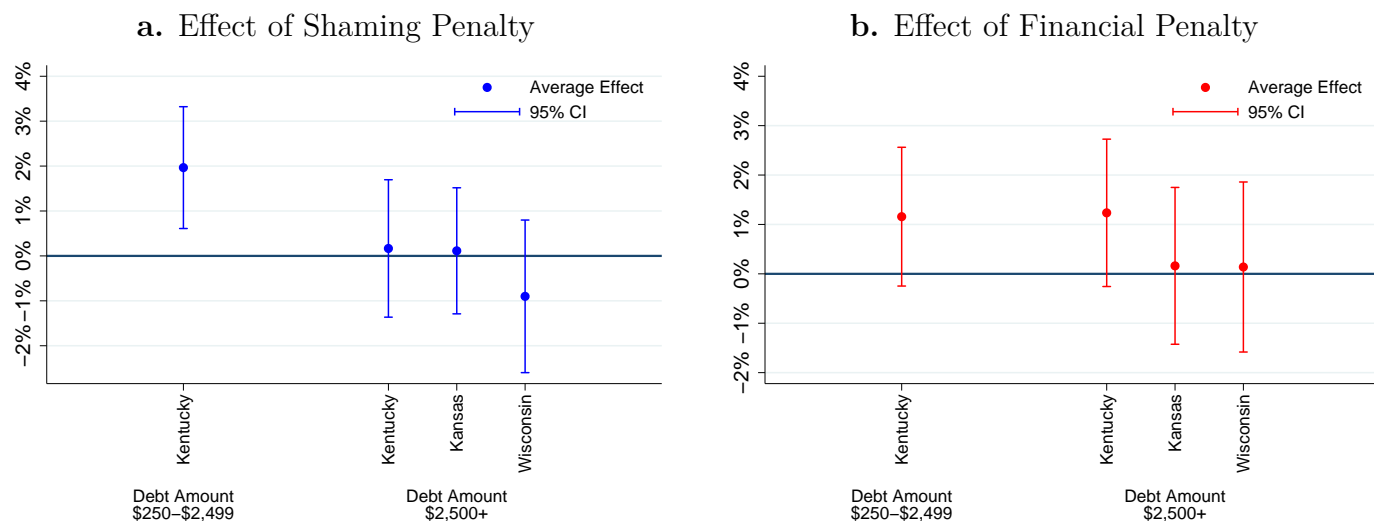 a. Effect of Shaming Penalty
4%
3%
2%
1%
0%
−1%
−2%
Average Effect
95% CI
Kentucky
Kentucky
Kansas
Wisconsin
Debt Amount
$250−$2,499
Debt Amount
$2,500+
b. Effect of Financial Penalty
4%
3%
2%
1%
0%
−1%
−2%
Average Effect
95% CI
Kentucky
Kentucky
Kansas
Wisconsin
Debt Amount
$250−$2,499
Debt Amount
$2,500+